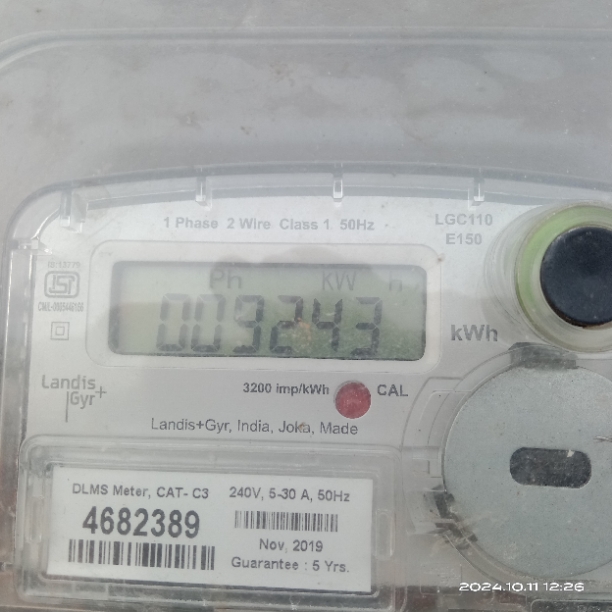 1 Phase 2 Wire Class 1 50Hz
LGC110
E150
Ph kW h
003243
kWh
Landis
Gyr+
3200 imp/kWh CAL
Landis+Gyr, India, Joka, Made
DLMS Meter, CAT- C3
4682389
240V, 5-30 A, 50Hz
Nov, 2019
Guarantee : 5 Yrs.
2024.10.11 12:26